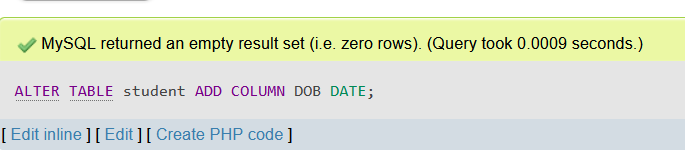 MySQL returned an empty result set (i.e. zero rows). (Query took 0.0009 seconds.)
ALTER TABLE student ADD COLUMN DOB DATE;
[ Edit inline ] [ Edit ] [ Create PHP code ]